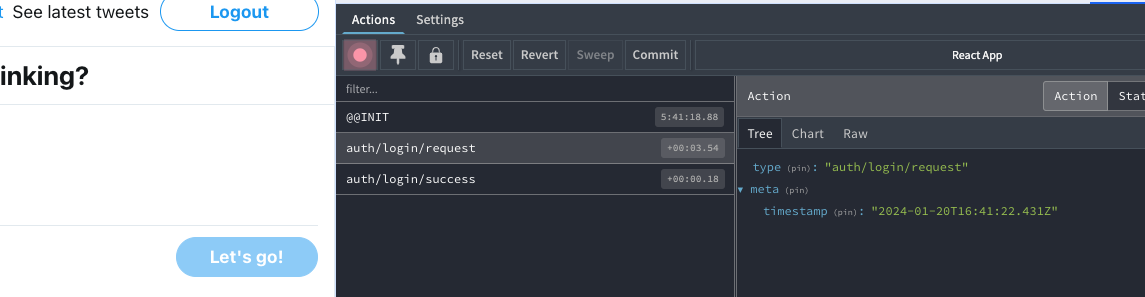 See latest tweets Logout
inking?
Let's go!
Actions Settings
Reset Revert Sweep Commit React App
filter...
@@INIT 5:41:18.88
auth/login/request +00:03.54
auth/login/success +00:00.18
Action Action Stat
Tree Chart Raw
type (pin): "auth/login/request"
▼ meta (pin)
timestamp (pin): "2024-01-20T16:41:22.431Z"